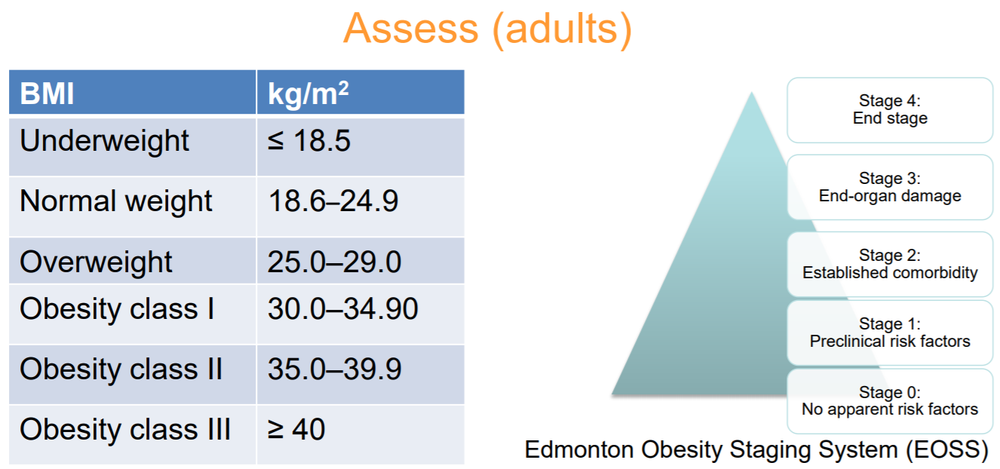 Assess (adults)
BMI kg/m²
Underweight ≤ 18.5
Normal weight 18.6–24.9
Overweight 25.0–29.0
Obesity class I 30.0–34.90
Obesity class II 35.0–39.9
Obesity class III ≥ 40
Stage 4:
End stage
Stage 3:
End-organ damage
Stage 2:
Established comorbidity
Stage 1:
Preclinical risk factors
Stage 0:
No apparent risk factors
Edmonton Obesity Staging System (EOSS)